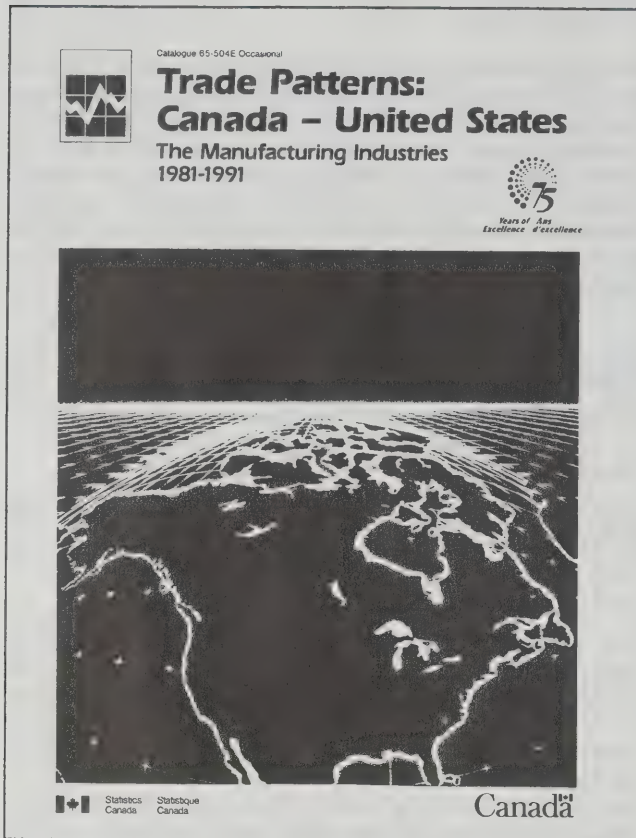 Catalogue 65-504E Occasional
Trade Patterns:
Canada – United States
The Manufacturing Industries
1981-1991
75
Years of Ans
Excellence d'excellence
Statistics Statistique
Canada Canada
Canada